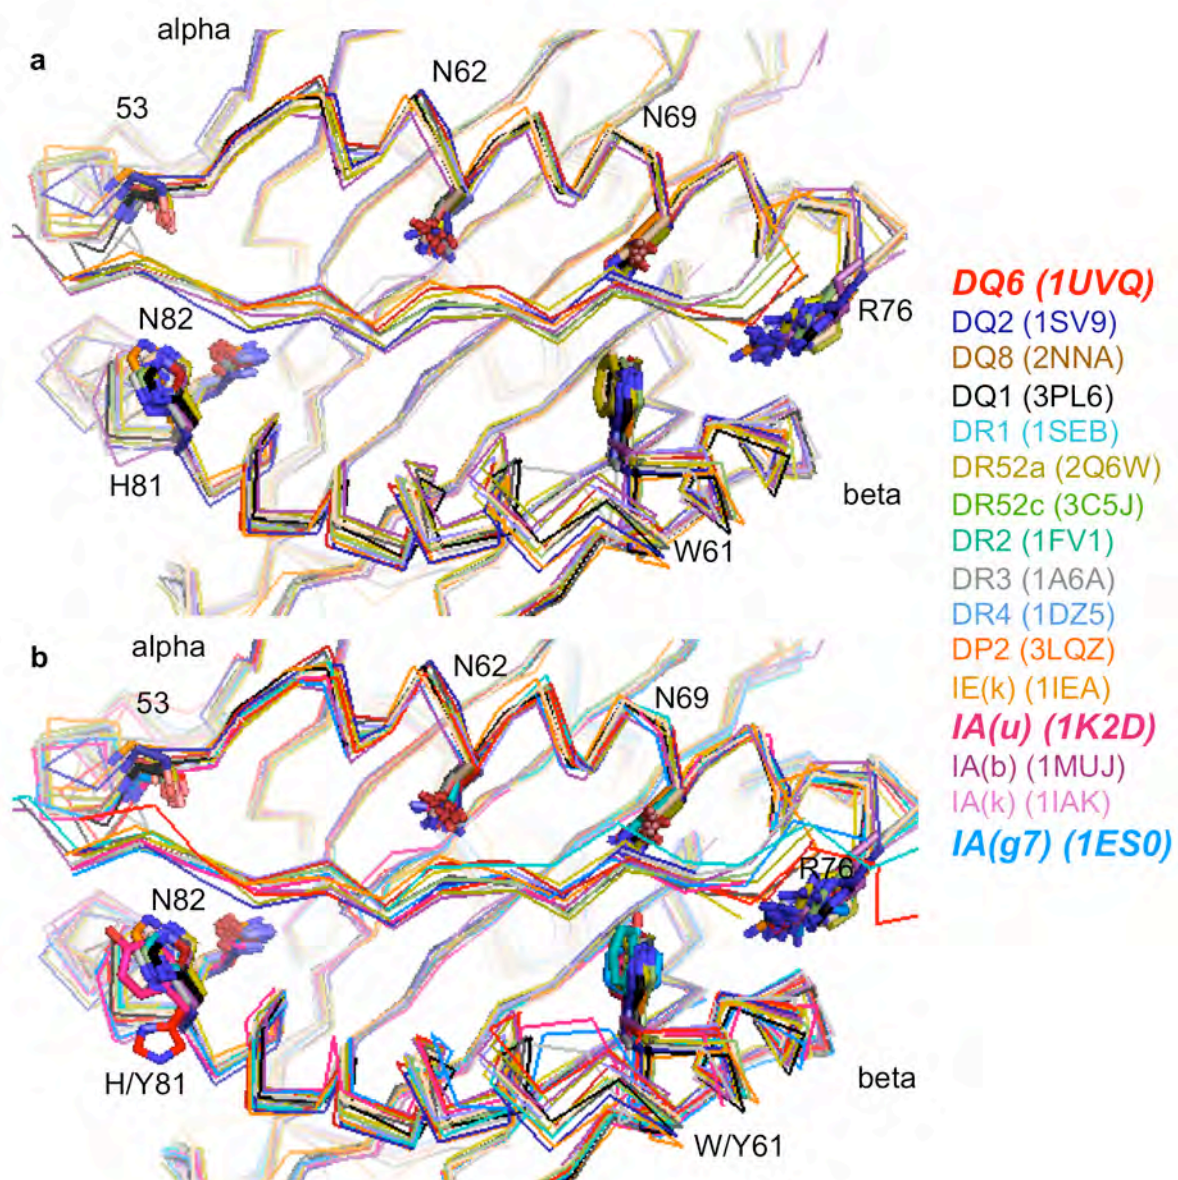 alpha
a
N62
53
N69
N82
R76
H81
beta
W61
alpha
b
N62
53
N69
R76
N82
H/Y81
beta
W/Y61
DQ6 (1UVQ)
DQ2 (1SV9)
DQ8 (2NNA)
DQ1 (3PL6)
DR1 (1SEB)
DR52a (2Q6W)
DR52c (3C5J)
DR2 (1FV1)
DR3 (1A6A)
DR4 (1DZ5)
DP2 (3LQZ)
IE(k) (1IEA)
IA(u) (1K2D)
IA(b) (1MUJ)
IA(k) (1IAK)
IA(g7) (1ES0)